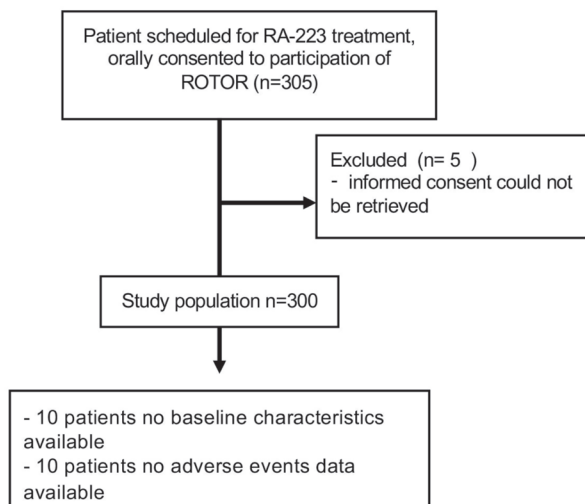 Patient scheduled for RA-223 treatment,
orally consented to participation of
ROTOR (n=305)
Excluded (n= 5 )
- informed consent could not
be retrieved
Study population n=300
- 10 patients no baseline characteristics
available
- 10 patients no adverse events data
available